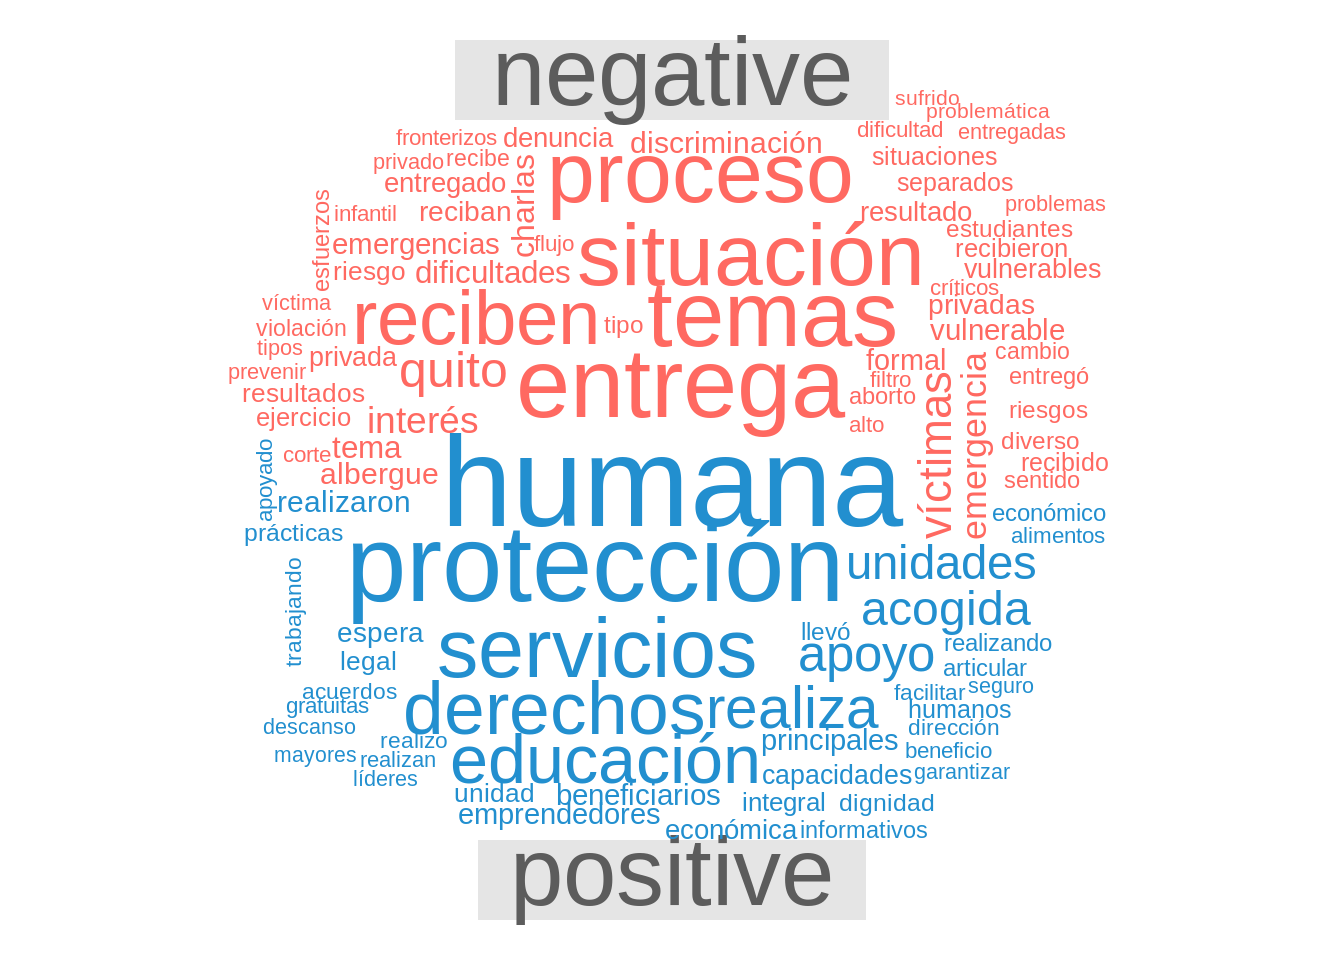 negative
sufrido
problemática
fronterizos denuncia discriminación dificultad entregadas
privado recibe charlas proceso situaciones
entregado separados
esfuerzos infantil reciban resultado problemas
emergencias flujo situación estudiantes
recibieron
riesgo dificultades vulnerables
críticos
víctima reciben tipo temas privadas
violación vulnerable
tipos privada quito entrega formal cambio
prevenir filtro entregó
resultados aborto
ejercicio interés alto víctimas emergencia riesgos
corte tema diverso
albergue recibido
sentido
apoyado realizaron humana económico
prácticas alimentos
protección unidades
trabajando acogida
espera servicios llevó realizando
legal apoyo articular
acuerdos derechos realiza facilitar seguro
gratuitas humanos
descanso dirección
realizo educación principales beneficio
mayores realizan
líderes capacidades garantizar
unidad beneficiarios integral dignidad
emprendedores
económica informativos
positive